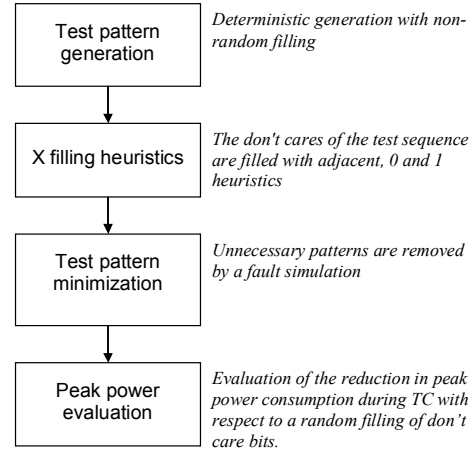 Test pattern
generation
Deterministic generation with non-
random filling
X filling heuristics
The don't cares of the test sequence
are filled with adjacent, 0 and 1
heuristics
Test pattern
minimization
Unnecessary patterns are removed
by a fault simulation
Peak power
evaluation
Evaluation of the reduction in peak
power consumption during TC with
respect to a random filling of don’t
care bits.